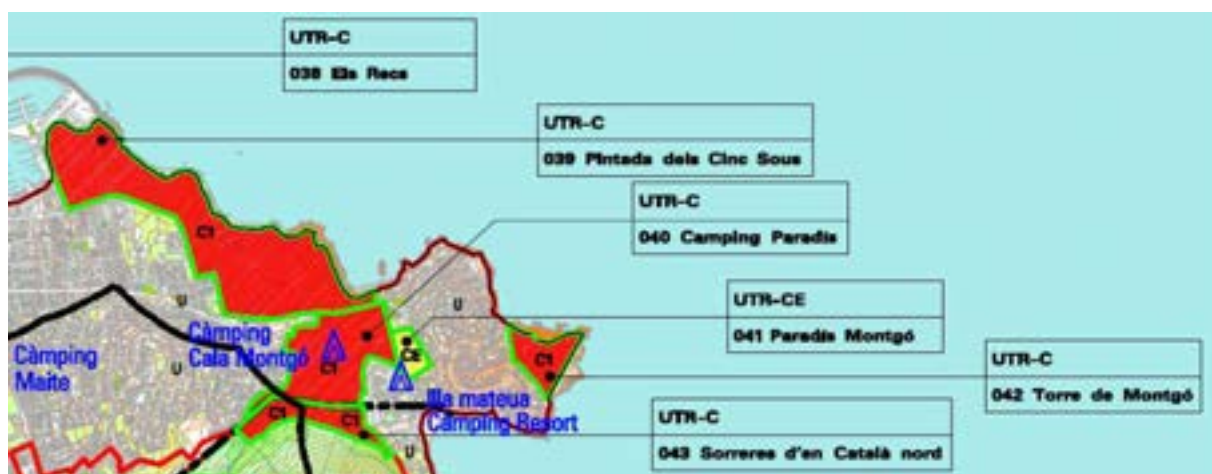 UTR-C
038 Els Recs
UTR-C
039 Pintada dels Cinc Sous
UTR-C
040 Camping Paradís
UTR-CE
041 Paradís Montgó
UTR-C
042 Torre de Montgó
UTR-C
043 Sorreres d'en Català nord
C1
U
U
Càmping
Cala Montgó
Càmping
Maite
U
C1
CE
C1
Illa mateua
Càmping Resort
C1
C1
U